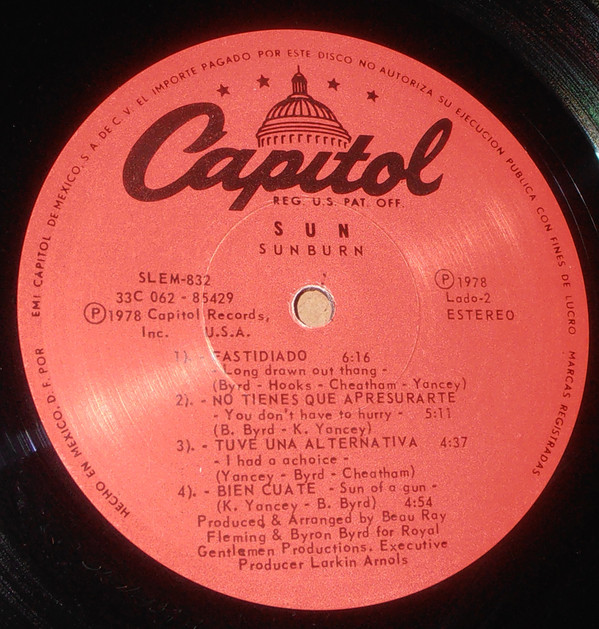 HECHO EN MEXICO, D. F. POR EMI CAPITOL DE MEXICO, S. A. DE C. V. EL IMPORTE PAGADO POR ESTE DISCO NO AUTORIZA SU EJECUCION PUBLICA CON FINES DE LUCRO MARCAS REGISTRADAS
Capitol
REG. U.S. PAT. OFF.
SUN
SUNBURN
SLEM-832
33C 062 - 85429
Ⓟ1978 Capitol Records,
Inc. U.S.A.
Ⓟ1978
Lado-2
ESTEREO
1). - FASTIDIADO 6:16
- Long drawn out thang -
(Byrd - Hooks - Cheatham - Yancey)
2). - NO TIENES QUE APRESURARTE
- You don't have to hurry - 5:11
(B. Byrd - K. Yancey)
3). - TUVE UNA ALTERNATIVA 4:37
- I had a achoice -
(Yancey - Byrd - Cheatham)
4). - BIEN CUATE - Sun of a gun -
(K. Yancey - B. Byrd) 4:54
Produced & Arranged by Beau Ray
Fleming & Byron Byrd for Royal
Gentlemen Productions. Executive
Producer Larkin Arnols